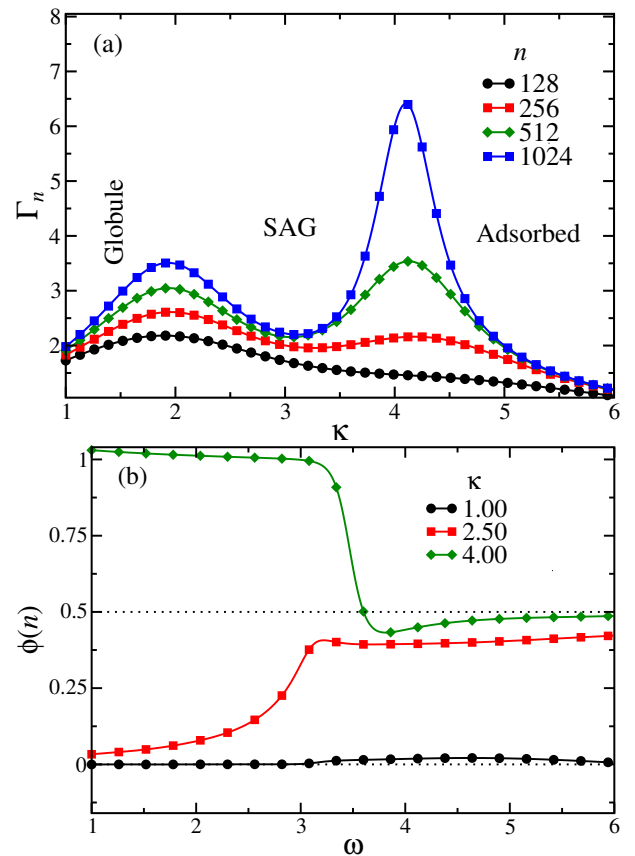 (a)
n
128
256
512
1024
Globule
SAG
Adsorbed
Γn
8
7
6
5
4
3
2
1 2 3 4 5 6
κ
(b)
κ
1.00
2.50
4.00
ϕ(n)
1
0.75
0.5
0.25
0
1 2 3 4 5 6
ω